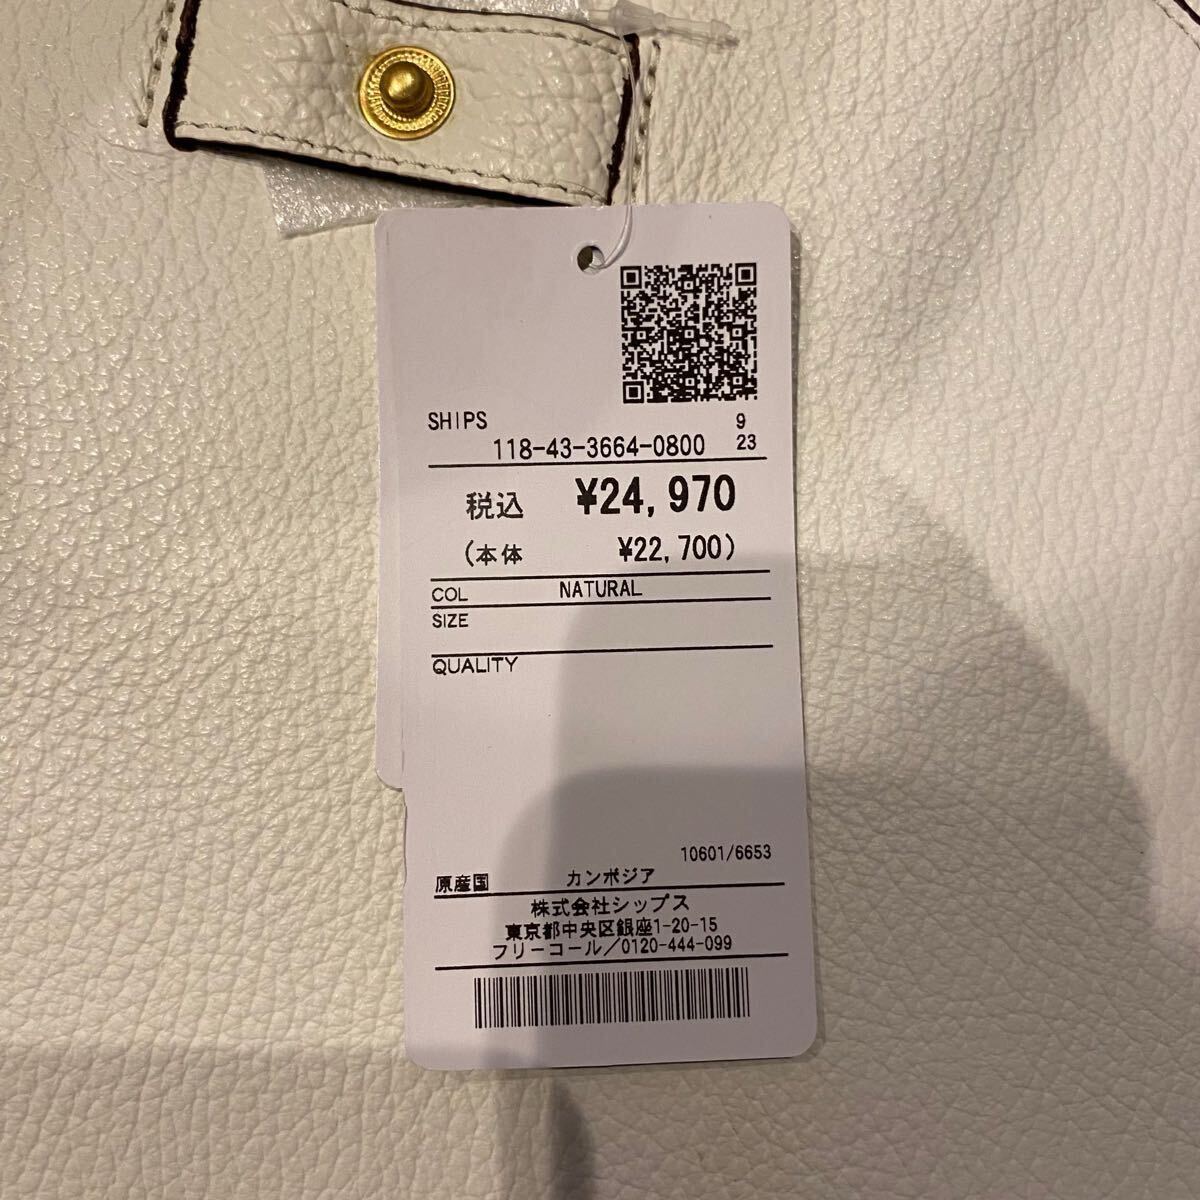 SHIPS
9
118-43-3664-0800 23
税込 ¥24,970
(本体 ¥22,700)
COL NATURAL
SIZE
QUALITY
10601/6653
原産国 カンボジア
株式会社シップス
東京都中央区銀座1-20-15
フリーコール/0120-444-099